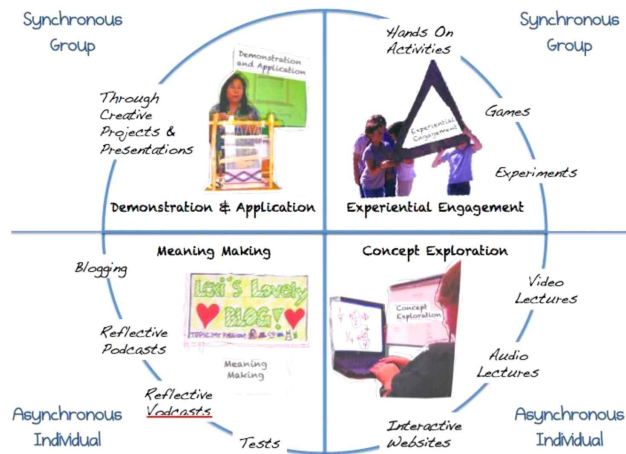 Synchronous
Group
Synchronous
Group
Hands On
Activities
Demonstration
and Application
Through
Creative
Projects &
Presentations
Experiential
Engagement
Games
Experiments
Demonstration & Application
Experiential Engagement
Meaning Making
Concept Exploration
Blogging
Lexi's Lovely
BLOG!
Concept
Exploration
Video
Lectures
Reflective
Podcasts
Meaning
Making
Audio
Lectures
Reflective
Vodcasts
Tests
Interactive
Websites
Asynchronous
Individual
Asynchronous
Individual